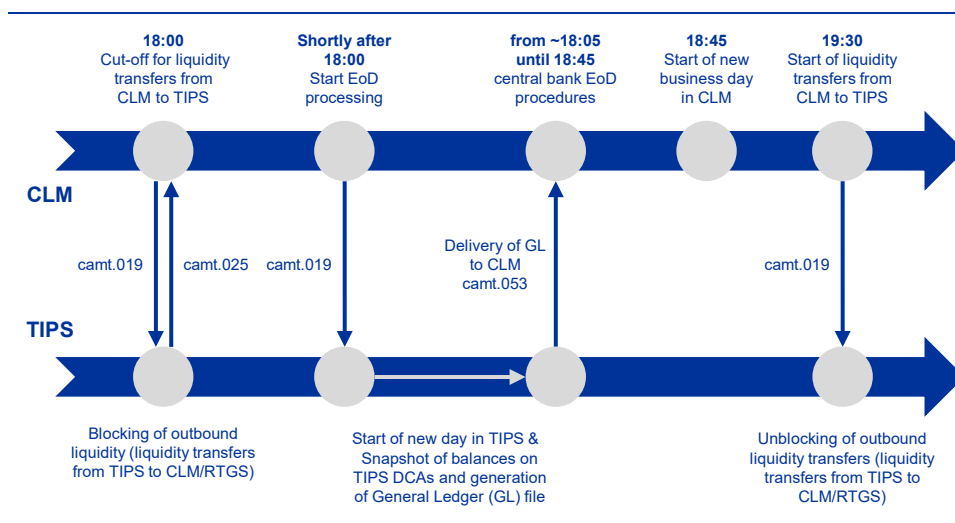 18:00
Cut-off for liquidity
transfers from
CLM to TIPS
Shortly after
18:00
Start EoD
processing
from ~18:05
until 18:45
central bank EoD
procedures
18:45
Start of new
business day
in CLM
19:30
Start of liquidity
transfers from
CLM to TIPS
CLM
camt.019
camt.025
camt.019
Delivery of GL
to CLM
camt.053
camt.019
TIPS
Blocking of outbound
liquidity (liquidity transfers
from TIPS to CLM/RTGS)
Start of new day in TIPS &
Snapshot of balances on
TIPS DCAs and generation
of General Ledger (GL) file
Unblocking of outbound
liquidity transfers (liquidity
transfers from TIPS to
CLM/RTGS)